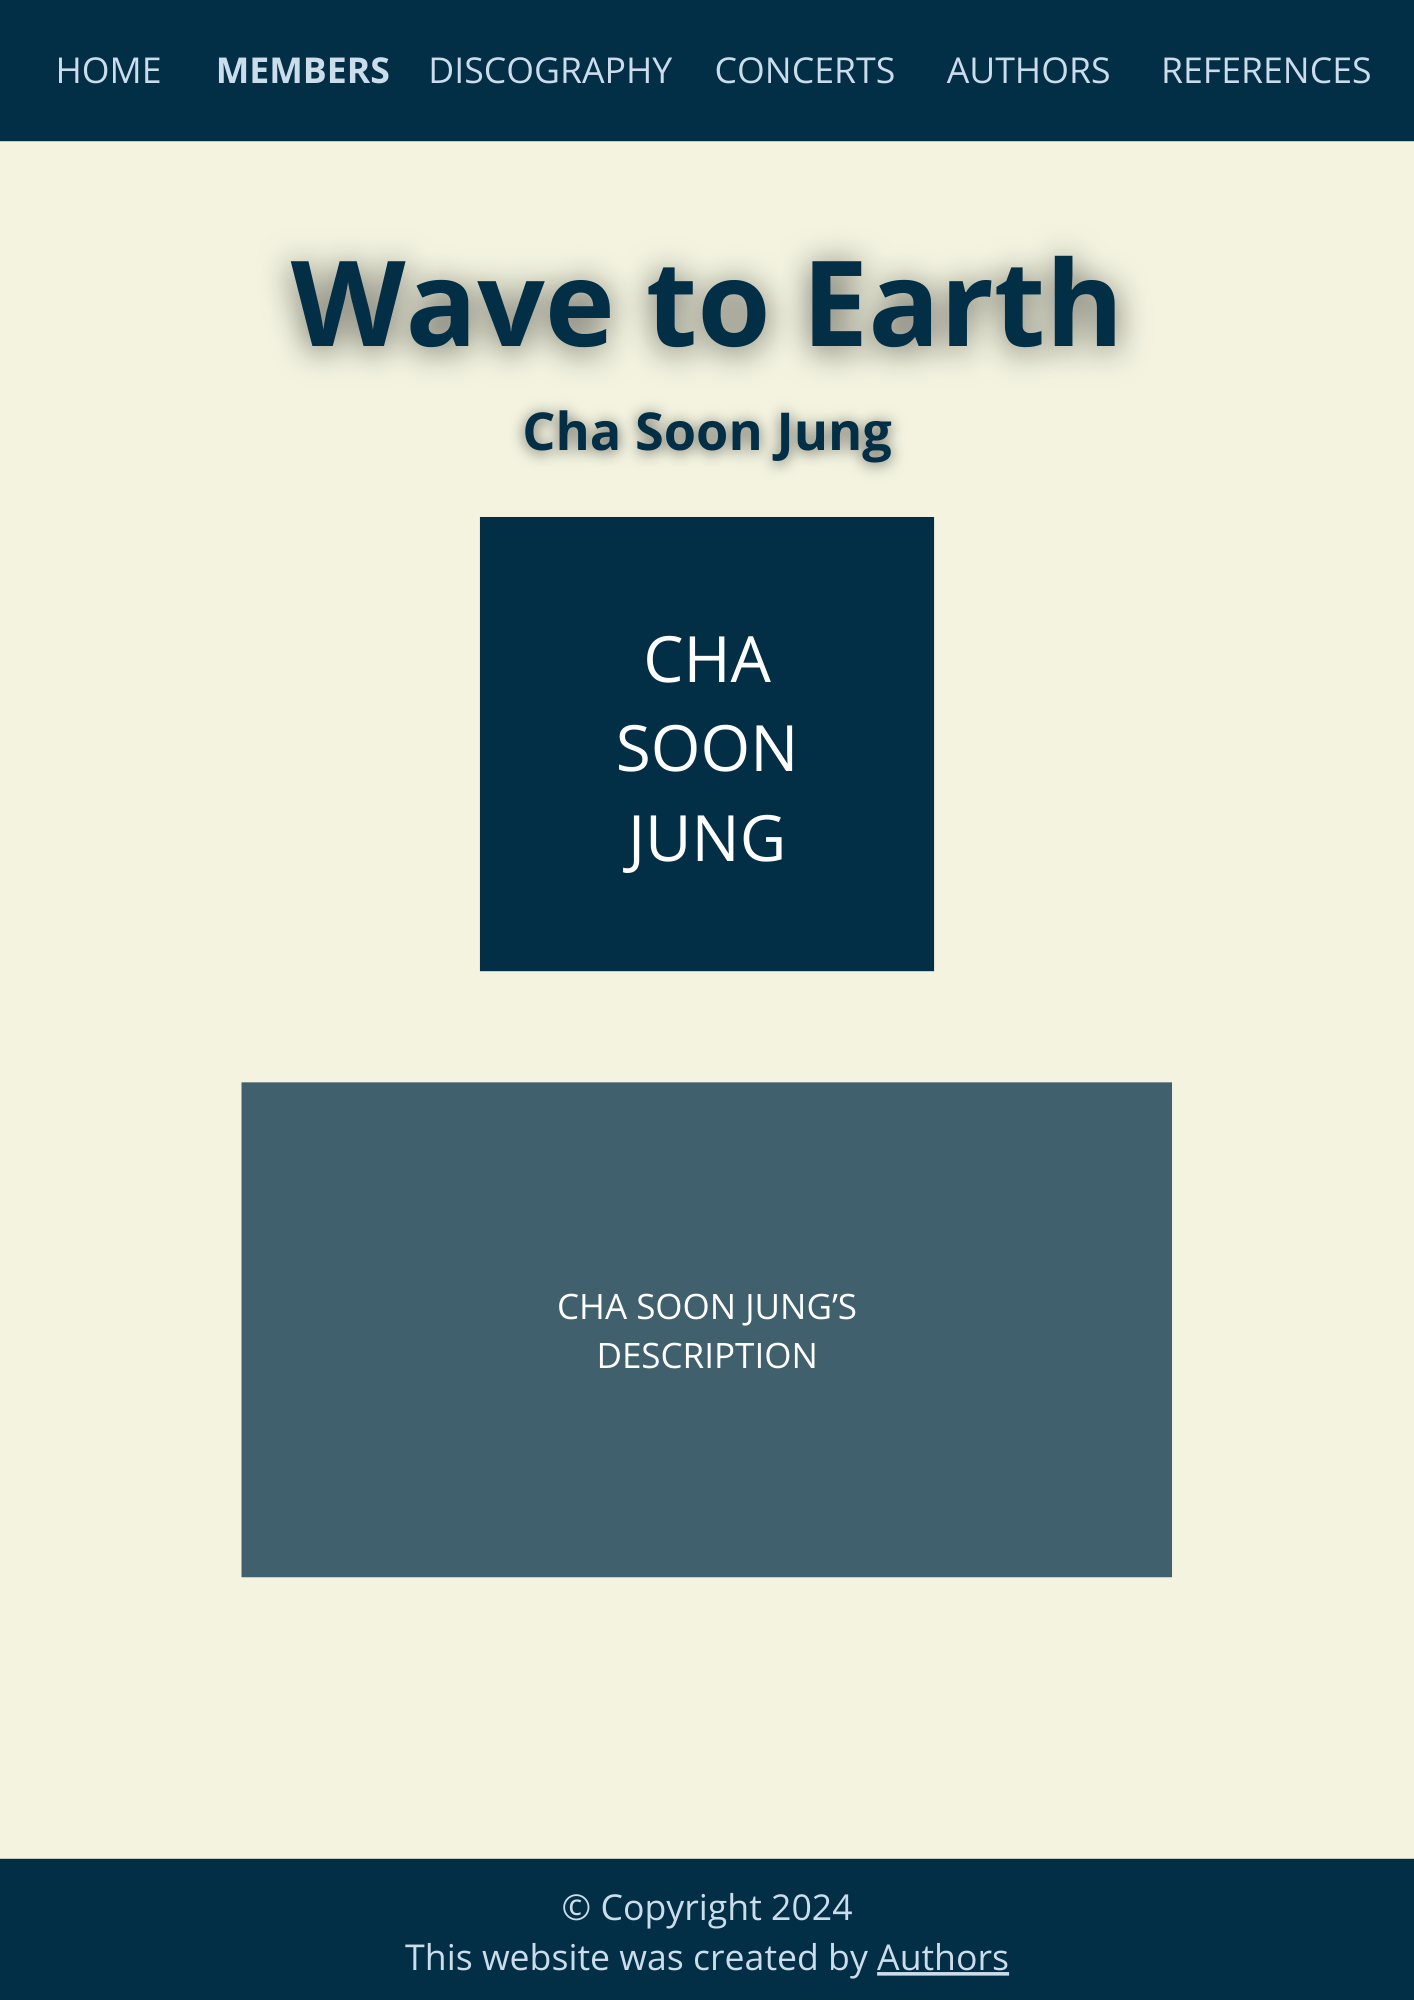 HOME MEMBERS DISCOGRAPHY CONCERTS AUTHORS REFERENCES
Wave to Earth
Cha Soon Jung
CHA
SOON
JUNG
CHA SOON JUNG’S
DESCRIPTION
© Copyright 2024
This website was created by Authors